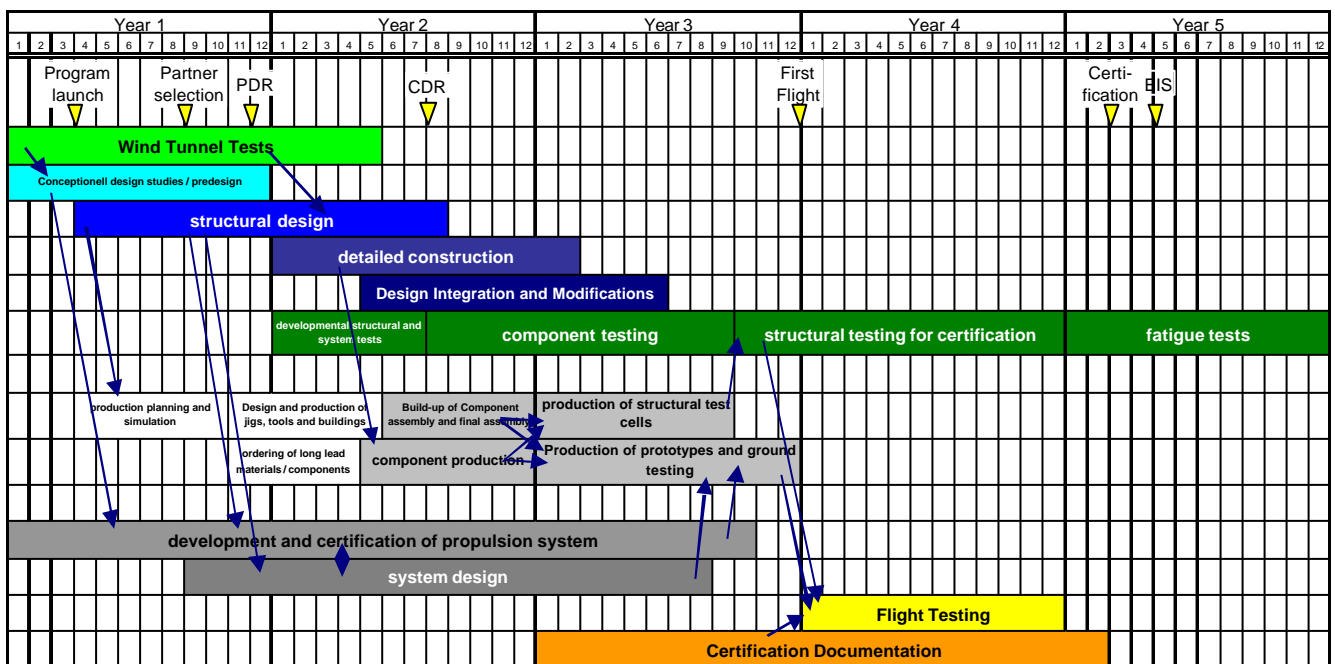 Year 1 Year 2 Year 3 Year 4 Year 5
1 2 3 4 5 6 7 8 9 10 11 12 1 2 3 4 5 6 7 8 9 10 11 12 1 2 3 4 5 6 7 8 9 10 11 12 1 2 3 4 5 6 7 8 9 10 11 12 1 2 3 4 5 6 7 8 9 10 11 12
Program
launch
Partner
selection
PDR
CDR
First
Flight
Certi-
fication
EIS
Wind Tunnel Tests
Conceptionell design studies / predesign
structural design
detailed construction
Design Integration and Modifications
developmental structural and
system tests
component testing
structural testing for certification
fatigue tests
production planning and
simulation
Design and production of
jigs, tools and buildings
Build-up of Component
assembly and final assembly
production of structural test
cells
ordering of long lead
materials / components
component production
Production of prototypes and ground
testing
development and certification of propulsion system
system design
Flight Testing
Certification Documentation